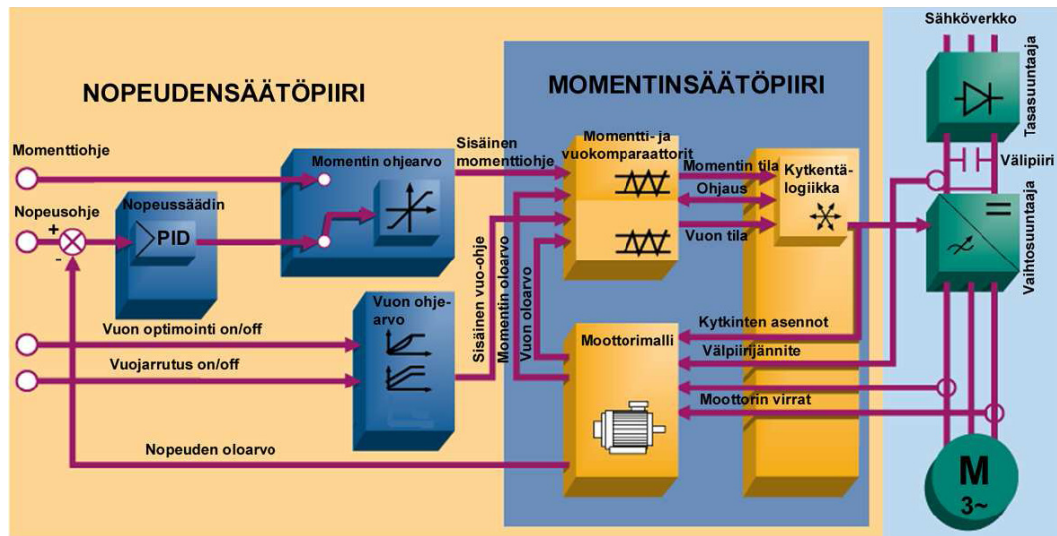 Sähköverkko
Tasasuuntaaja
Välipiiri
Vaihtosuuntaaja
NOPEUDENSÄÄTÖPIIRI
MOMENTINSÄÄTÖPIIRI
Momenttiohje
Nopeusohje
+
-
Nopeussäädin
PID
Momentin ohjearvo
Sisäinen
momenttiohje
Momentti- ja
vuokomparaattorit
Momentin tila
Ohjaus
Vuon tila
Kytkentä-
logiikka
Vuon optimointi on/off
Vuojarrutus on/off
Vuon ohje-
arvo
Sisäinen vuo-ohje
Momentin oloarvo
Vuon oloarvo
Moottorimalli
Kytkinten asennot
Välpiirijännite
Moottorin virrat
Nopeuden oloarvo
M
3~